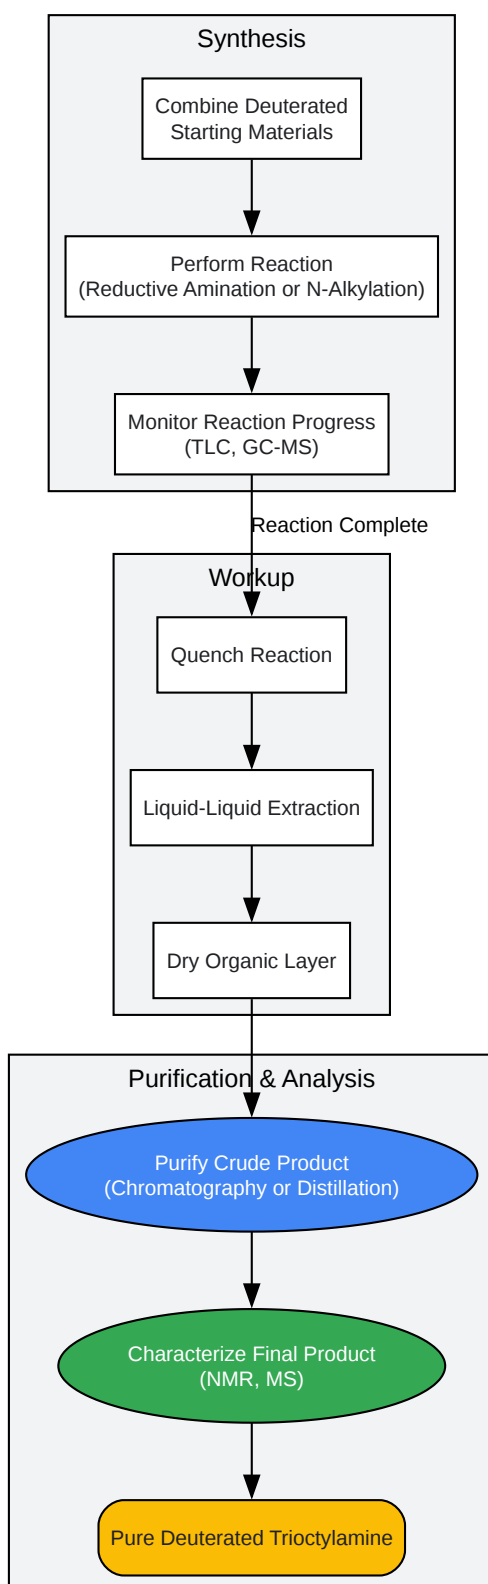 Synthesis
Combine Deuterated
Starting Materials
Perform Reaction
(Reductive Amination or N-Alkylation)
Monitor Reaction Progress
(TLC, GC-MS)
Reaction Complete
Workup
Quench Reaction
Liquid-Liquid Extraction
Dry Organic Layer
Purification & Analysis
Purify Crude Product
(Chromatography or Distillation)
Characterize Final Product
(NMR, MS)
Pure Deuterated Trioctylamine